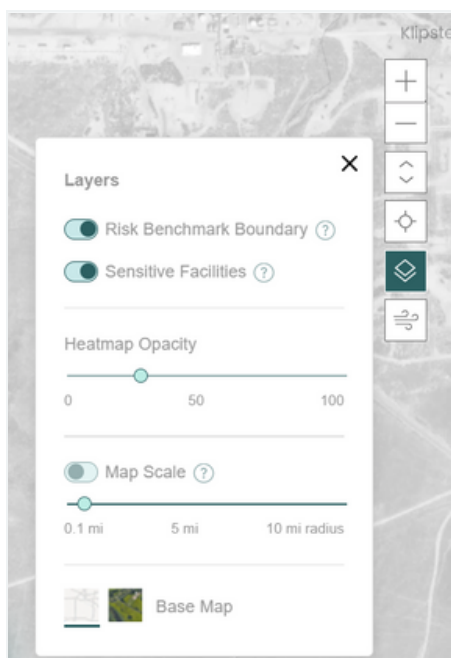 Klipste
Layers
Risk Benchmark Boundary ?
Sensitive Facilities ?
Heatmap Opacity
0 50 100
Map Scale ?
0.1 mi 5 mi 10 mi radius
Base Map